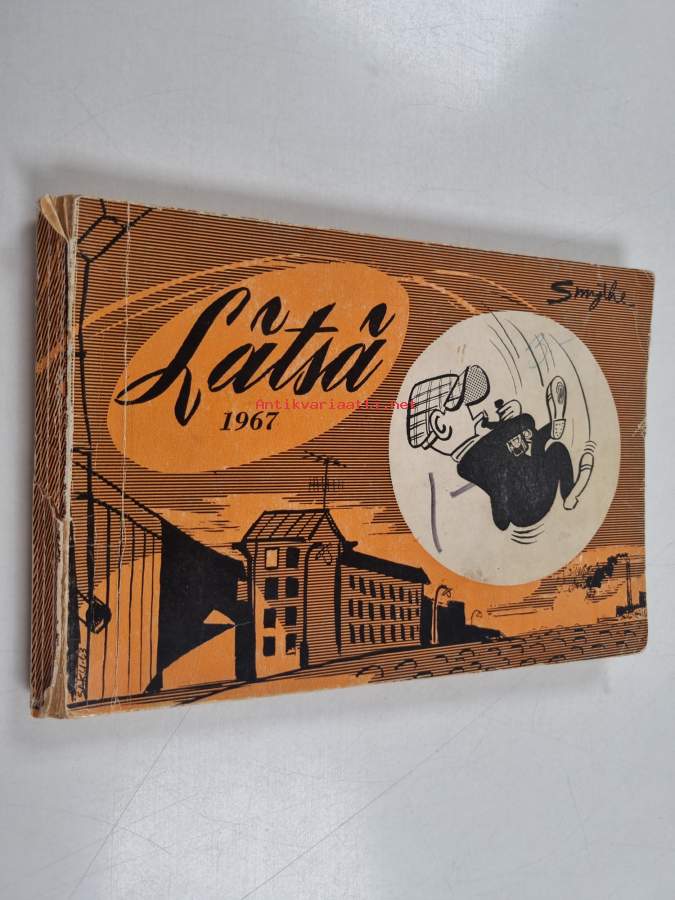 Smythe
Lätsä
Antikvariaatti.net
1967